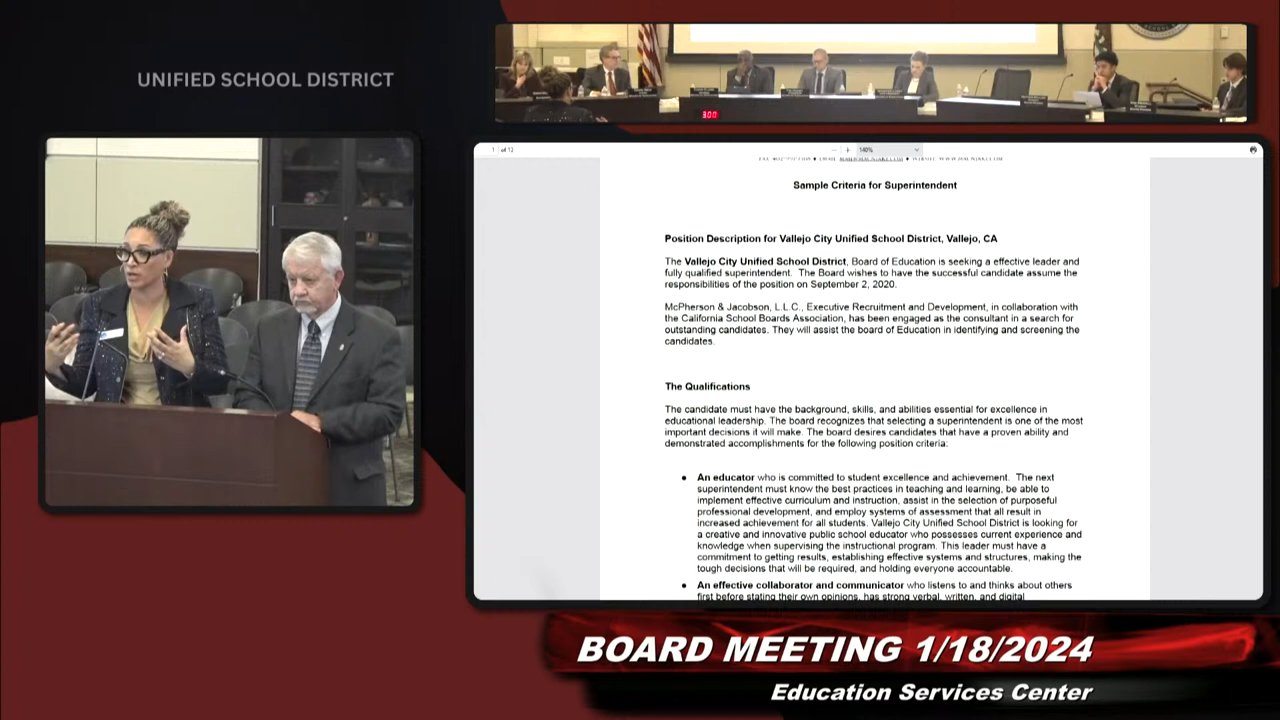 UNIFIED SCHOOL DISTRICT
3:07
1 of 12
140%
Sample Criteria for Superintendent
Position Description for Vallejo City Unified School District, Vallejo, CA
The Vallejo City Unified School District, Board of Education is seeking a effective leader and
fully qualified superintendent. The Board wishes to have the successful candidate assume the
responsibilities of the position on September 2, 2020.
McPherson & Jacobson, L.L.C., Executive Recruitment and Development, in collaboration with
the California School Boards Association, has been engaged as the consultant in a search for
outstanding candidates. They will assist the board of Education in identifying and screening the
candidates.
The Qualifications
The candidate must have the background, skills, and abilities essential for excellence in
educational leadership. The board recognizes that selecting a superintendent is one of the most
important decisions it will make. The board desires candidates that have a proven ability and
demonstrated accomplishments for the following position criteria:
• An educator who is committed to student excellence and achievement. The next
superintendent must know the best practices in teaching and learning, be able to
implement effective curriculum and instruction, assist in the selection of purposeful
professional development, and employ systems of assessment that all result in
increased achievement for all students. Vallejo City Unified School District is looking for
a creative and innovative public school educator who possesses current experience and
knowledge when supervising the instructional program. This leader must have a
commitment to getting results, establishing effective systems and structures, making the
tough decisions that will be required, and holding everyone accountable.
• An effective collaborator and communicator who listens to and thinks about others
first before stating their own opinions, has strong verbal, written, and digital
BOARD MEETING 1/18/2024
Education Services Center